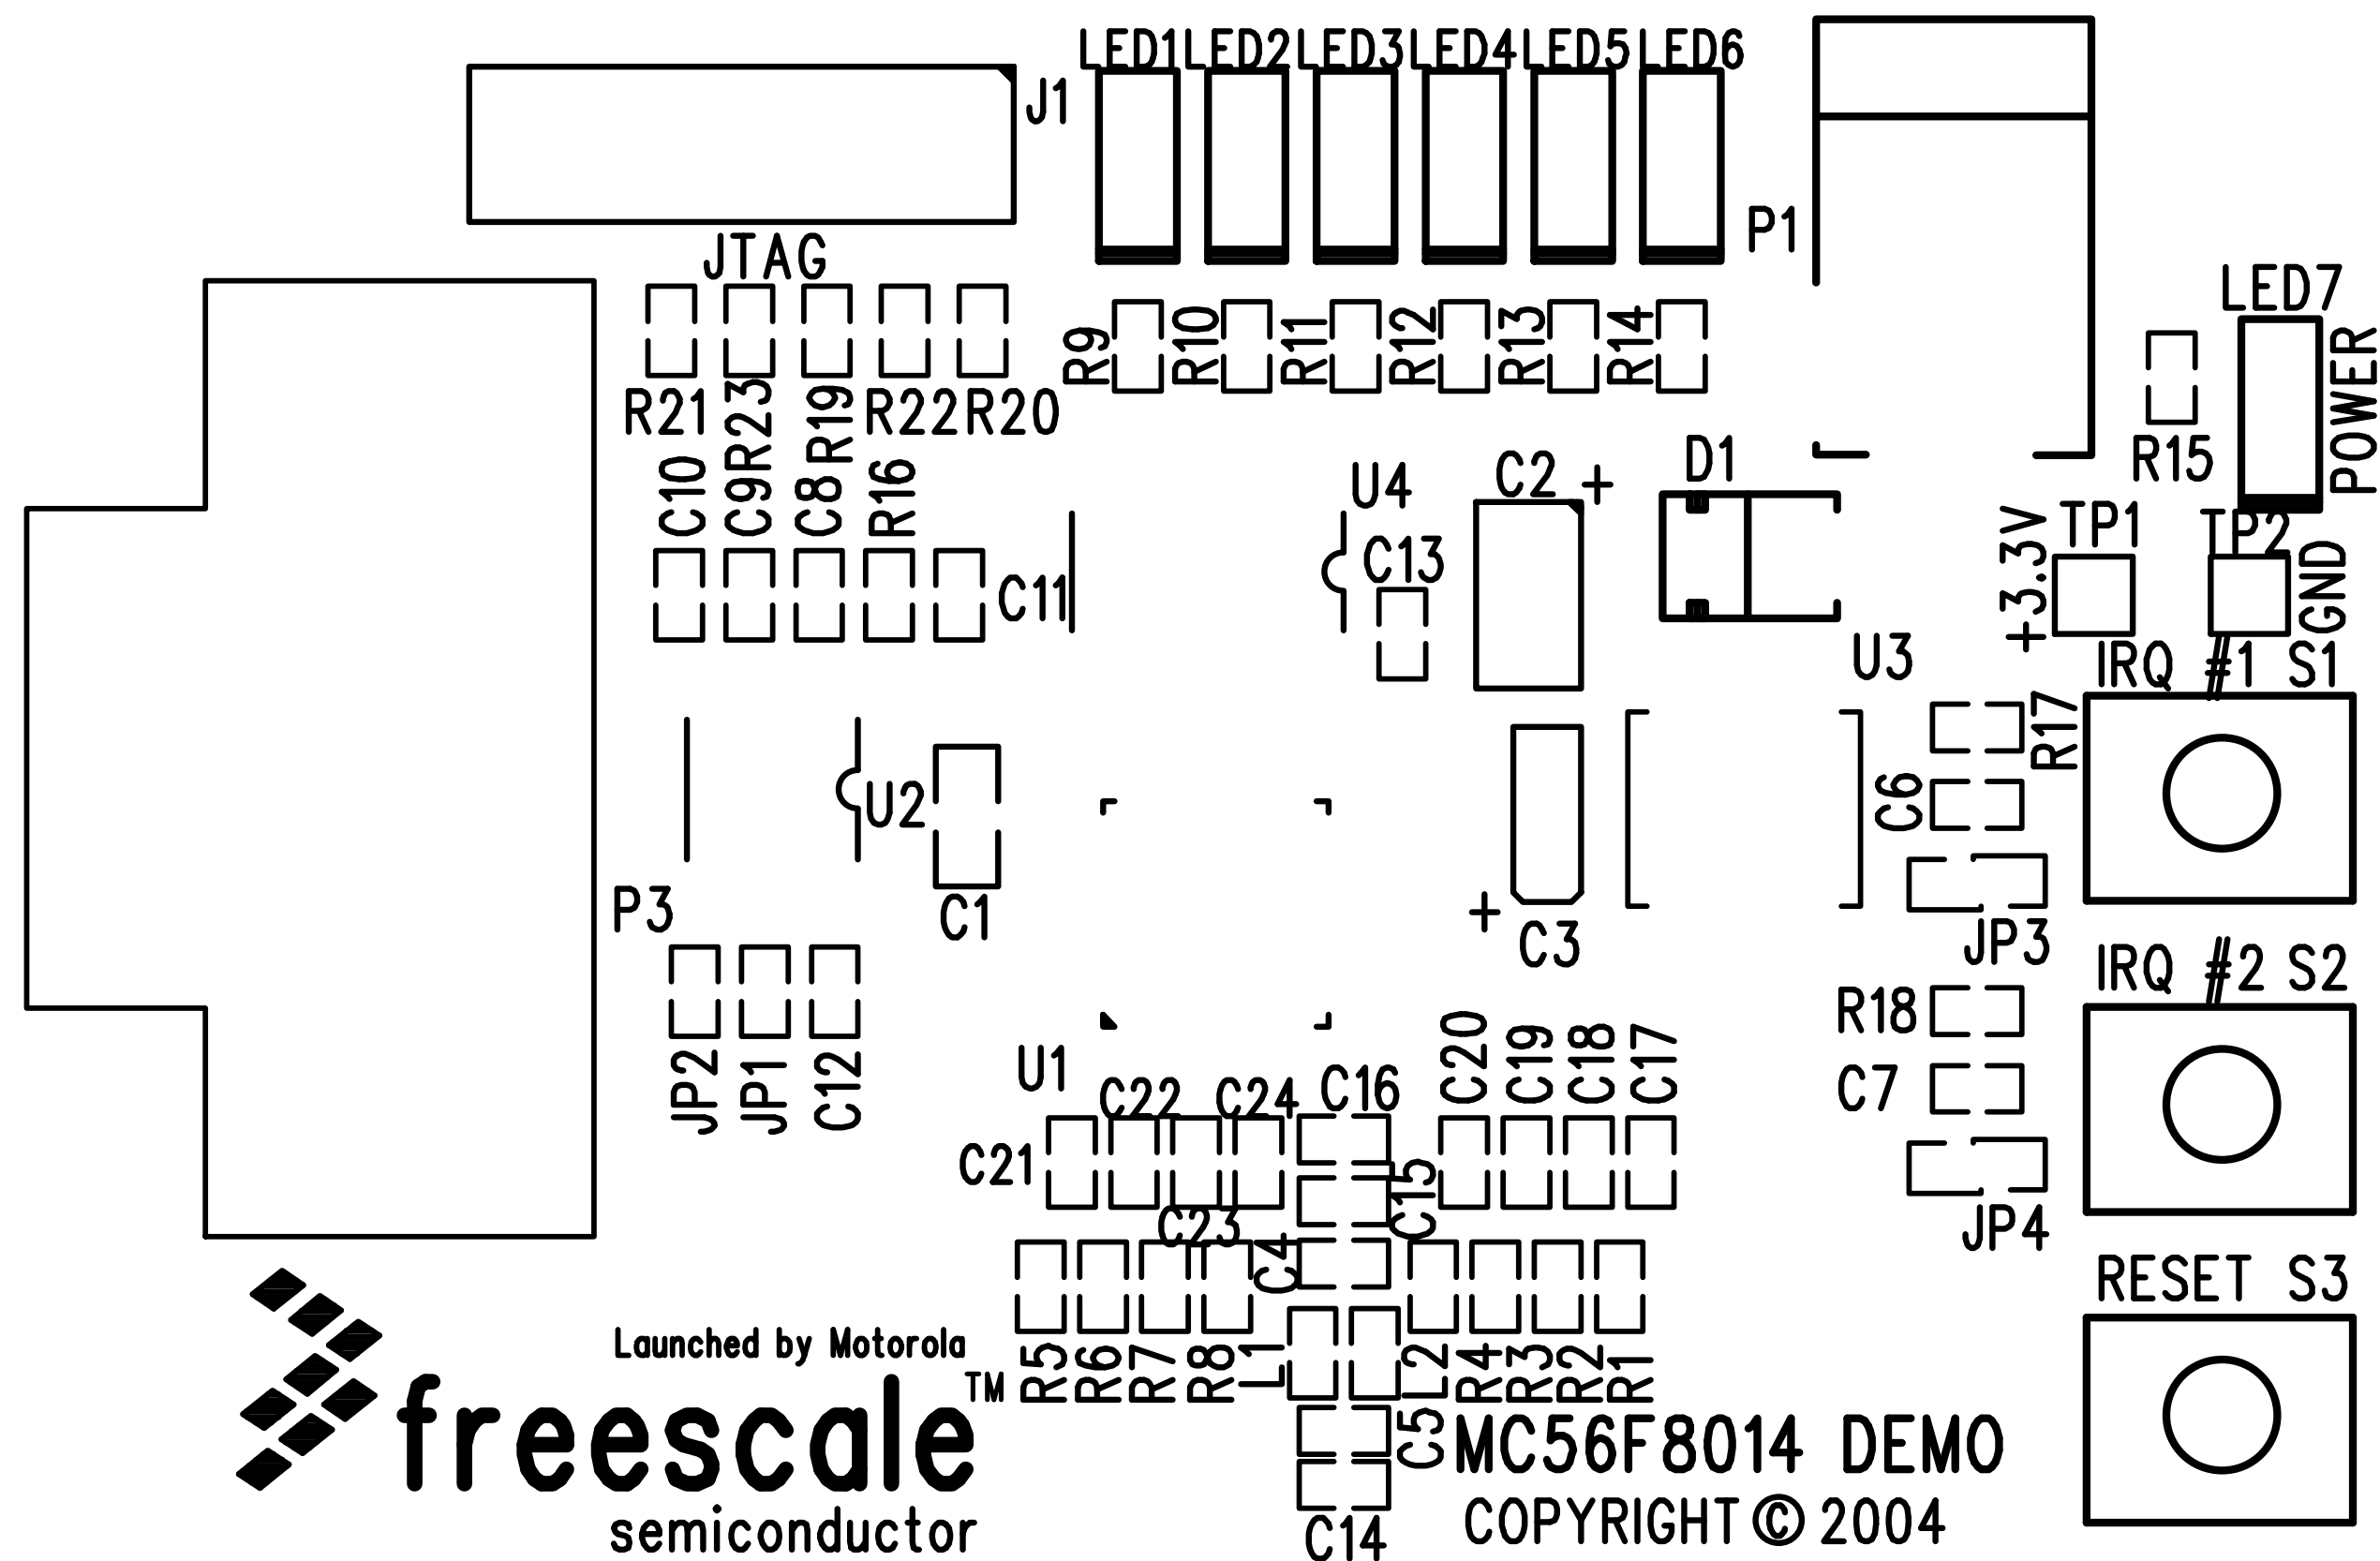 LED1 LED2 LED3 LED4 LED5 LED6
J1
P1
JTAG
LED7
POWER
R9 R10 R11 R12 R13 R14
R21 C9R23 C8R19 R22 R20
R15
C10 R16
D1
U4
C2 +
TP1
TP2
+3.3V
GND
C13
C11
U3
IRQ #1 S1
R17
U2
C6
P3
C1
+
C3
JP3
IRQ #2 S2
R18
JP2 JP1 C12
U1
C22 C24 C16
C20 C19 C18 C17
C7
C21
C15
C23
C4
JP4
RESET S3
Launched by Motorola
TM
R5 R6 R7 R8 L1
L2 R4 R3 R2 R1
freescale
semiconductor
C5
MC56F8014 DEMO
COPYRIGHT © 2004
C14